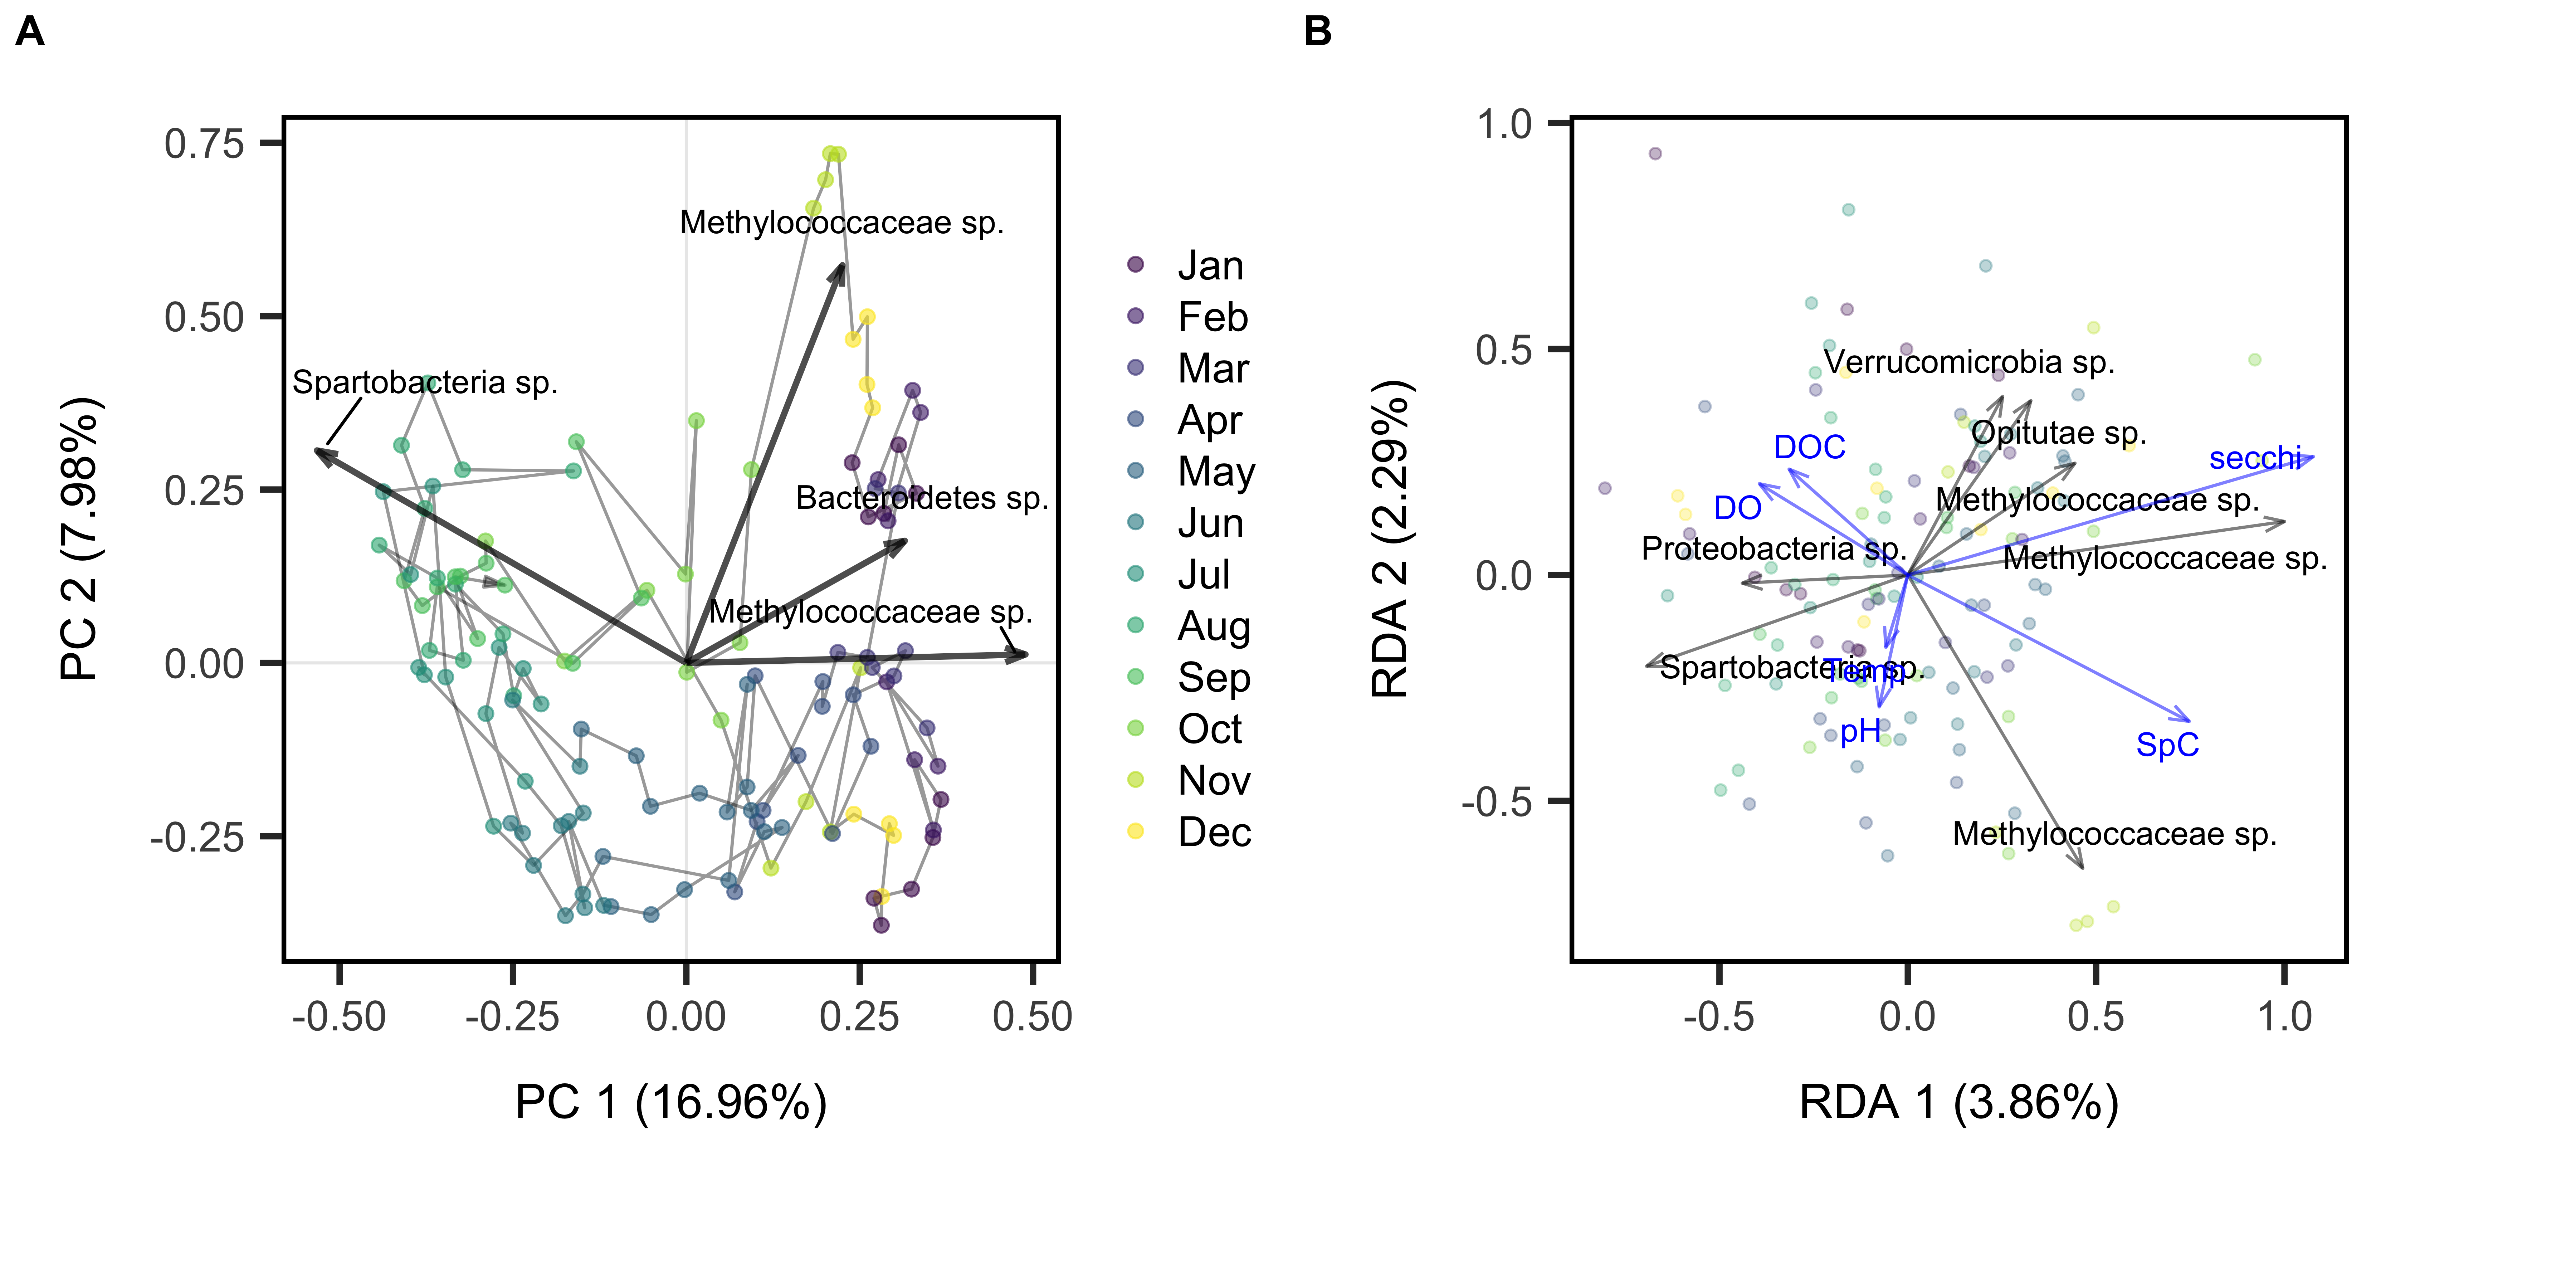 A
0.75
0.50
0.25
0.00
-0.25
PC 2 (7.98%)
Methylococcaceae sp.
Spartobacteria sp.
Bacteroidetes sp.
Methylococcaceae sp.
-0.50
-0.25
0.00
0.25
0.50
PC 1 (16.96%)
Jan
Feb
Mar
Apr
May
Jun
Jul
Aug
Sep
Oct
Nov
Dec
B
1.0
0.5
0.0
-0.5
RDA 2 (2.29%)
Verrucomicrobia sp.
Opitutae sp.
DOC
secchi
Methylococcaceae sp.
DO
Proteobacteria sp.
Methylococcaceae sp.
Spartobacteria sp.
Temp
pH
SpC
Methylococcaceae sp.
-0.5
0.0
0.5
1.0
RDA 1 (3.86%)